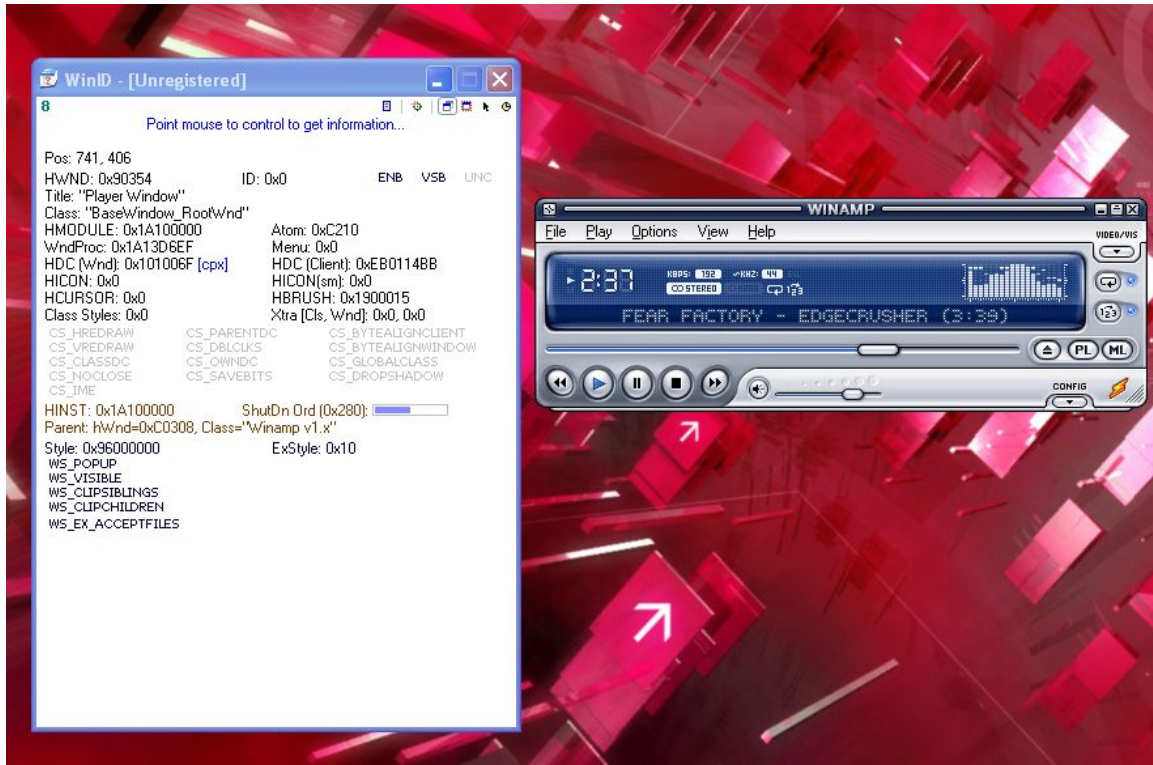 WinID - [Unregistered]
8
Point mouse to control to get information...
Pos: 741, 406
HWND: 0x90354 ID: 0x0 ENB VSB UNC
Title: "Player Window"
Class: "BaseWindow_RootWnd"
HMODULE: 0x1A100000 Atom: 0xC210
WndProc: 0x1A13D6EF Menu: 0x0
HDC (Wnd): 0x101006F [cpx] HDC (Client): 0xEB0114BB
HICON: 0x0 HICON(sm): 0x0
HCURSOR: 0x0 HBRUSH: 0x1900015
Class Styles: 0x0 Xtra [Cls, Wnd]: 0x0, 0x0
CS_HREDRAW CS_PARENTDC CS_BYTEALIGNCLIENT
CS_VREDRAW CS_DBLCLKS CS_BYTEALIGNWINDOW
CS_CLASSDC CS_OWNDC CS_GLOBALCLASS
CS_NOCLOSE CS_SAVEBITS CS_DROPSHADOW
CS_IME
HINST: 0x1A100000 ShutDn Ord (0x280):
Parent: hWnd=0xC0308, Class="Winamp v1.x"
Style: 0x96000000 ExStyle: 0x10
WS_POPUP
WS_VISIBLE
WS_CLIPSIBLINGS
WS_CLIPCHILDREN
WS_EX_ACCEPTFILES
WINAMP
File Play Options View Help
VIDEO/VIS
2:37 KBPS: 192 KHZ: 44
STEREO 123
FEAR FACTORY - EDGECRUSHER (3:39)
123
PL ML
CONFIG